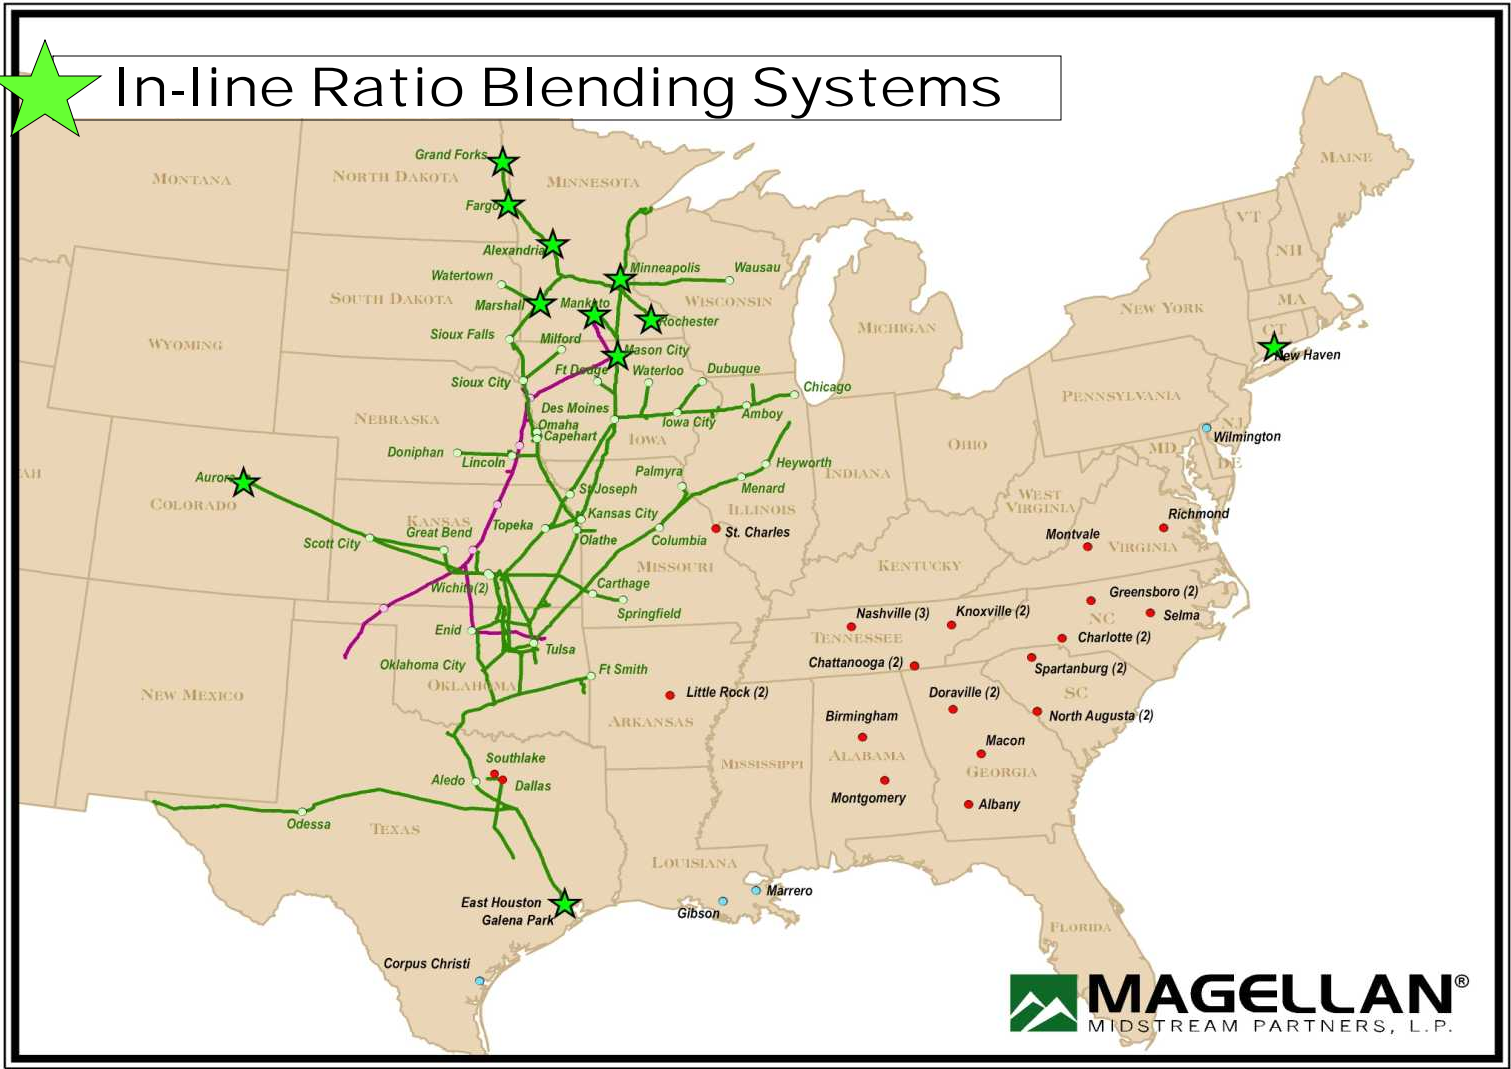 In-line Ratio Blending Systems
MAINE
Grand Forks
MONTANA
NORTH DAKOTA
MINNESOTA
Fargo
VT
Alexandria
NH
Minneapolis
Wausau
Watertown
SOUTH DAKOTA
Marshall
Mankato
WISCONSIN
NEW YORK
MA
Rochester
MICHIGAN
CT
Sioux Falls
Milford
WYOMING
Mason City
New Haven
Ft Dodge
Waterloo
Dubuque
Sioux City
Chicago
PENNSYLVANIA
NEBRASKA
Des Moines
Amboy
Iowa City
Omaha
Capehart
IOWA
OHIO
NJ
Wilmington
MD
DE
Doniphan
Lincoln
Palmyra
Heyworth
INDIANA
AH
Aurora
COLORADO
St Joseph
Menard
WEST
VIRGINIA
ILLINOIS
Kansas City
KANSAS
Topeka
Richmond
Great Bend
St. Charles
Montvale
Scott City
Olathe
Columbia
VIRGINIA
MISSOURI
KENTUCKY
Wichita(2)
Carthage
Greensboro (2)
Springfield
Nashville (3)
Knoxville (2)
NC
Selma
Enid
TENNESSEE
Charlotte (2)
Tulsa
Oklahoma City
Ft Smith
Chattanooga (2)
Spartanburg (2)
OKLAHOMA
NEW MEXICO
Little Rock (2)
Doraville (2)
SC
ARKANSAS
Birmingham
North Augusta (2)
Macon
Southlake
ALABAMA
MISSISSIPPI
GEORGIA
Aledo
Dallas
Montgomery
Albany
Odessa
TEXAS
LOUISIANA
Marrero
East Houston
Gibson
Galena Park
FLORIDA
Corpus Christi
MAGELLAN®
MIDSTREAM PARTNERS, L.P.